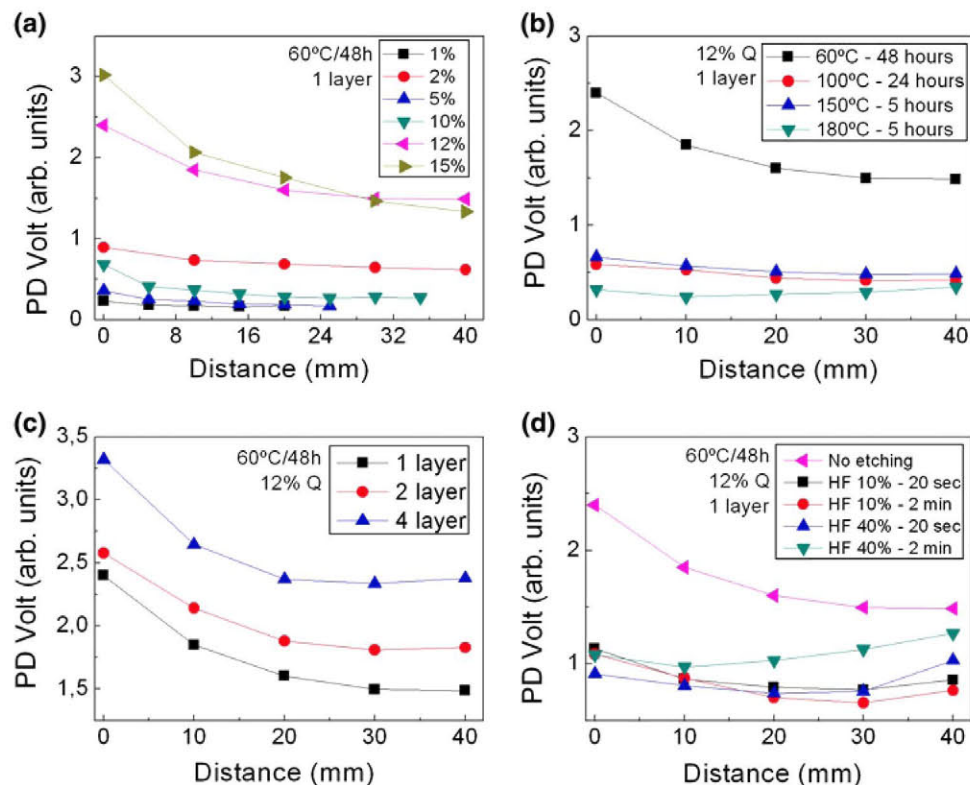 (a)
60ºC/48h
1 layer
1%
2%
5%
10%
12%
15%
PD Volt (arb. units)
3
2
1
0
0 8 16 24 32 40
Distance (mm)
(b)
12% Q
1 layer
60ºC - 48 hours
100ºC - 24 hours
150ºC - 5 hours
180ºC - 5 hours
PD Volt (arb. units)
3
2
1
0
0 10 20 30 40
Distance (mm)
(c)
60ºC/48h
12% Q
1 layer
2 layer
4 layer
PD Volt (arb. units)
3,5
3.0
2.5
2.0
1.5
0 10 20 30 40
Distance (mm)
(d)
60ºC/48h
12% Q
1 layer
No etching
HF 10% - 20 sec
HF 10% - 2 min
HF 40% - 20 sec
HF 40% - 2 min
PD Volt (arb. units)
3
2
1
0 10 20 30 40
Distance (mm)